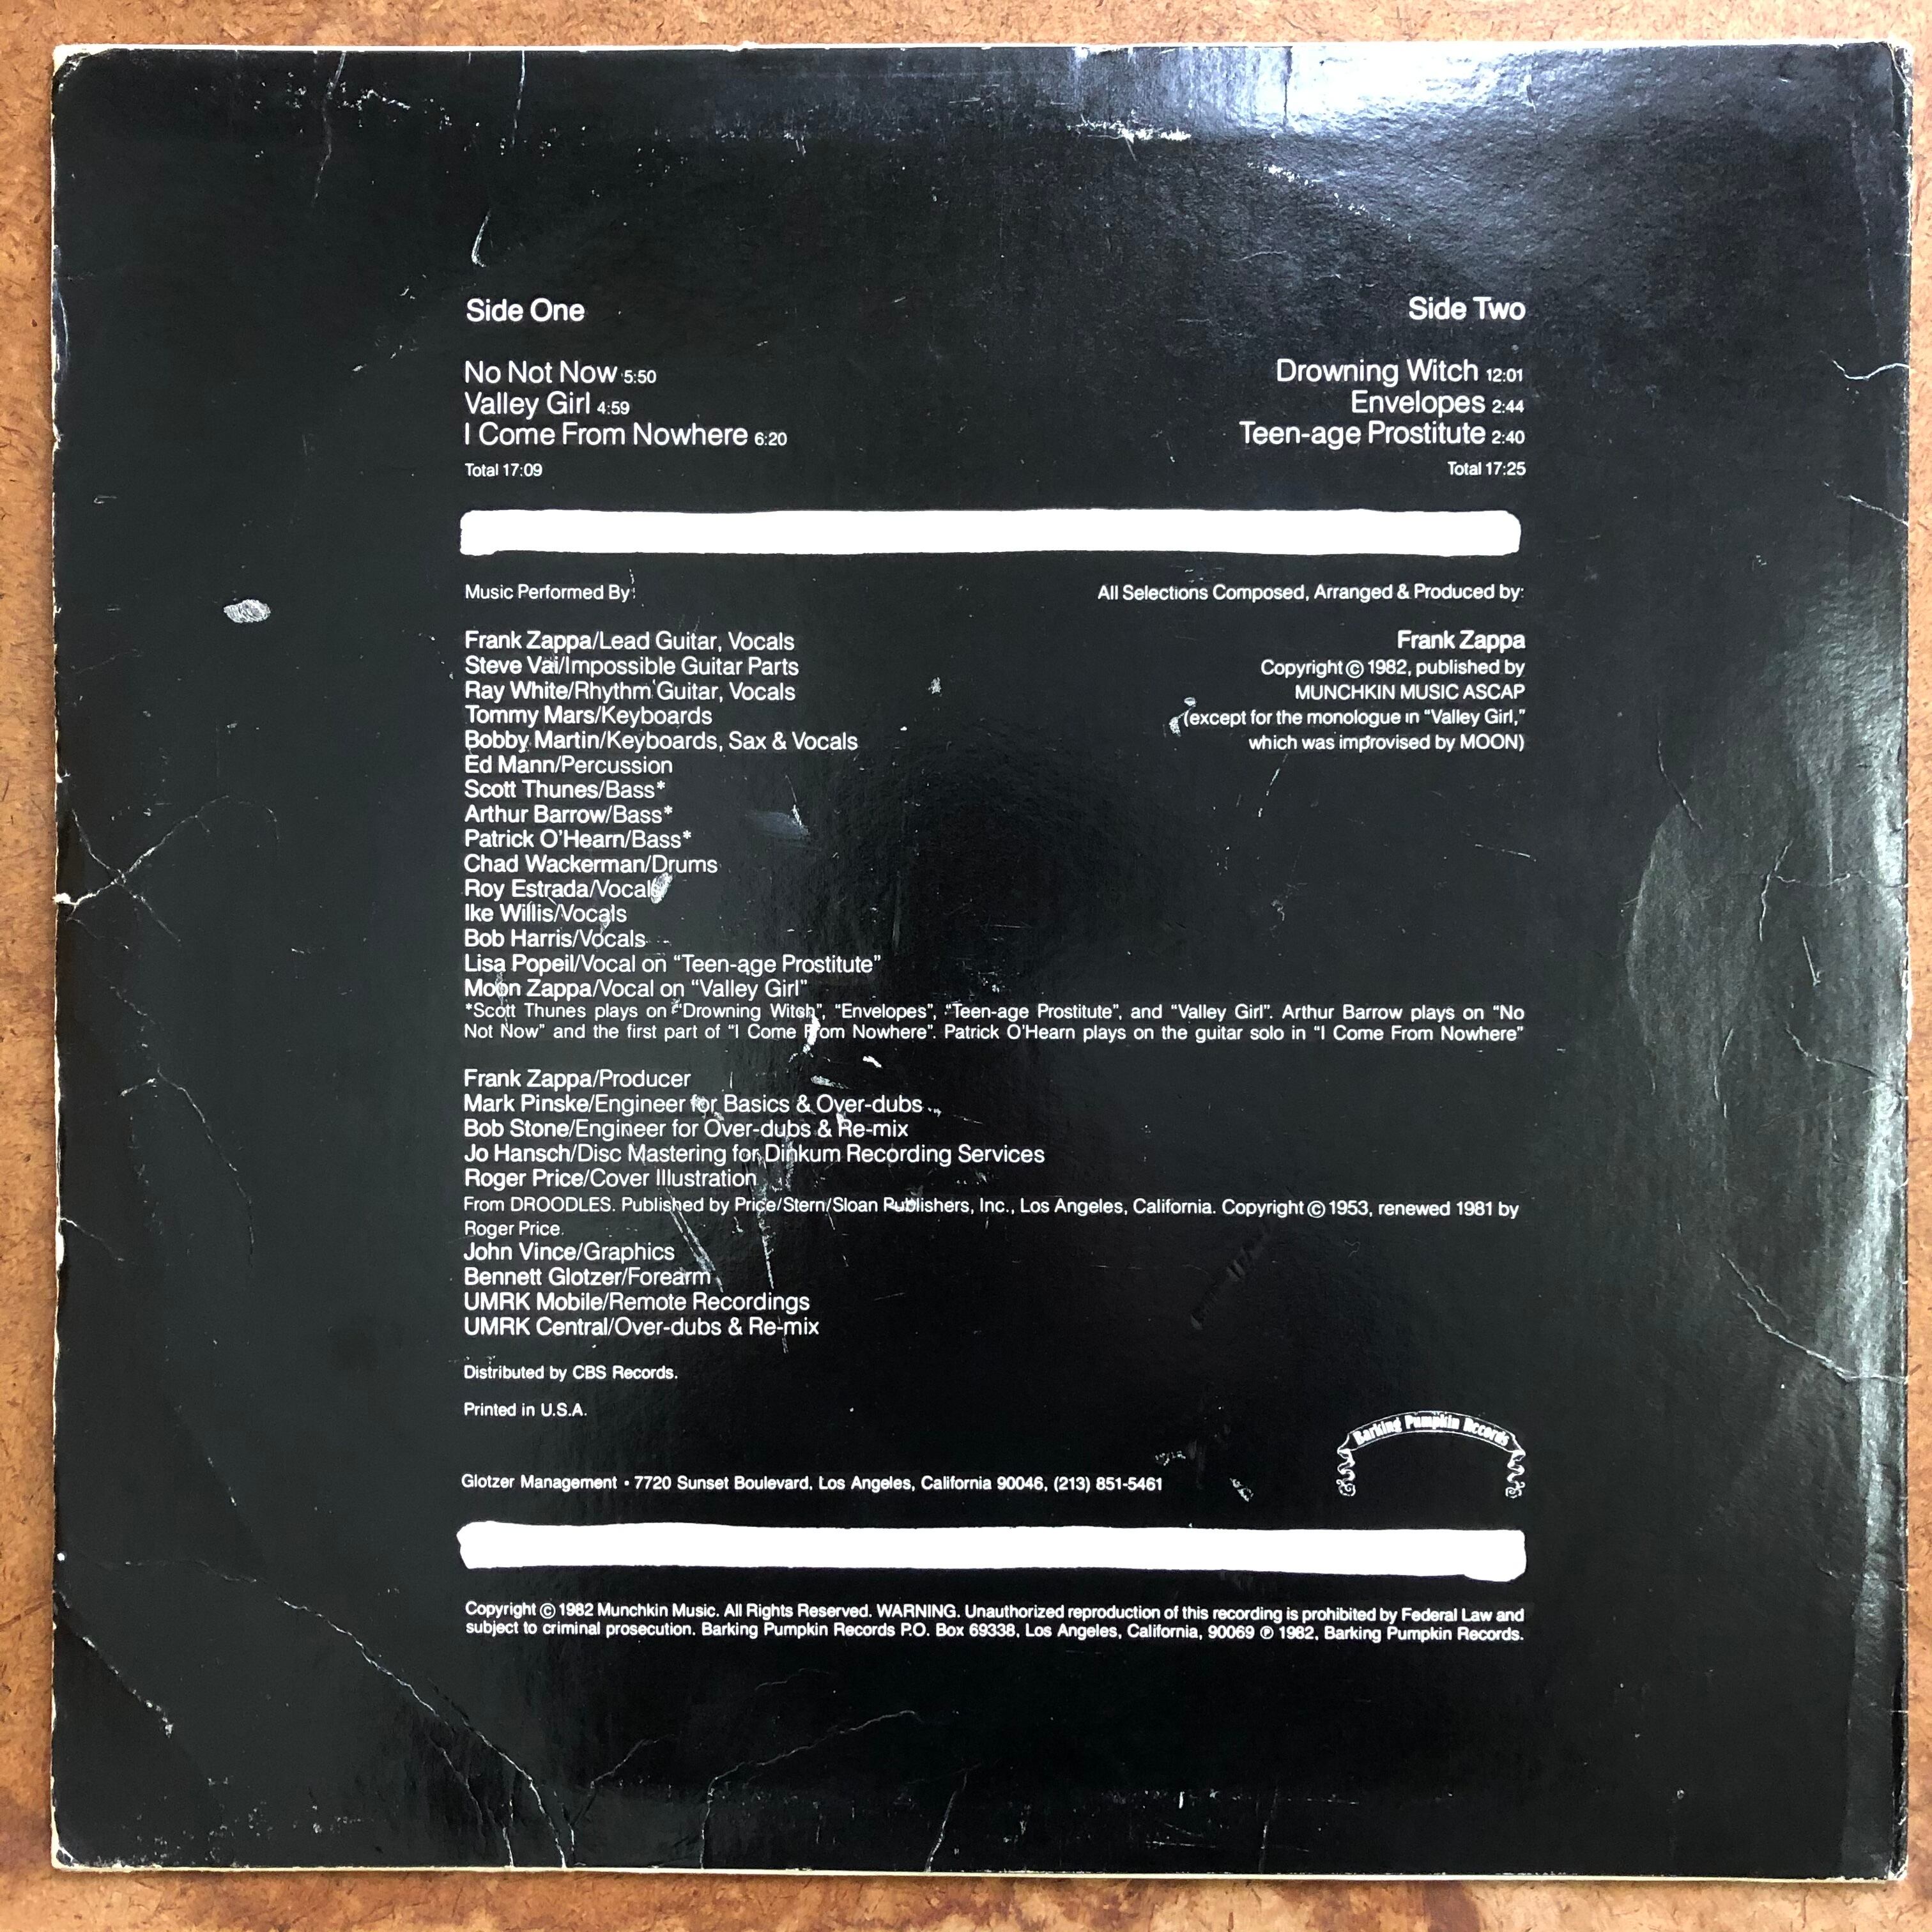 Side One
No Not Now 5:50
Valley Girl 4:59
I Come From Nowhere 6:20
Total 17:09
Side Two
Drowning Witch 12:01
Envelopes 2:44
Teen-age Prostitute 2:40
Total 17:25
Music Performed By:
Frank Zappa/Lead Guitar, Vocals
Steve Vai/Impossible Guitar Parts
Ray White/Rhythm Guitar, Vocals
Tommy Mars/Keyboards
Bobby Martin/Keyboards, Sax & Vocals
Ed Mann/Percussion
Scott Thunes/Bass*
Arthur Barrow/Bass*
Patrick O'Hearn/Bass*
Chad Wackerman/Drums
Roy Estrada/Vocals
Ike Willis/Vocals
Bob Harris/Vocals
Lisa Popeil/Vocal on “Teen-age Prostitute”
Moon Zappa/Vocal on “Valley Girl”
*Scott Thunes plays on “Drowning Witch”, “Envelopes”, “Teen-age Prostitute”, and “Valley Girl”. Arthur Barrow plays on “No
Not Now” and the first part of “I Come From Nowhere”. Patrick O'Hearn plays on the guitar solo in “I Come From Nowhere”
All Selections Composed, Arranged & Produced by:
Frank Zappa
Copyright © 1982, published by
MUNCHKIN MUSIC ASCAP
(except for the monologue in “Valley Girl,”
which was improvised by MOON)
Frank Zappa/Producer
Mark Pinske/Engineer for Basics & Over-dubs
Bob Stone/Engineer for Over-dubs & Re-mix
Jo Hansch/Disc Mastering for Dinkum Recording Services
Roger Price/Cover Illustration
From DROODLES. Published by Price/Stern/Sloan Publishers, Inc., Los Angeles, California. Copyright © 1953, renewed 1981 by
Roger Price.
John Vince/Graphics
Bennett Glotzer/Forearm
UMRK Mobile/Remote Recordings
UMRK Central/Over-dubs & Re-mix
Distributed by CBS Records.
Printed in U.S.A.
Barking Pumpkin Records
Glotzer Management • 7720 Sunset Boulevard, Los Angeles, California 90046, (213) 851-5461
Copyright © 1982 Munchkin Music. All Rights Reserved. WARNING. Unauthorized reproduction of this recording is prohibited by Federal Law and
subject to criminal prosecution. Barking Pumpkin Records P.O. Box 69338, Los Angeles, California, 90069 ℗ 1982, Barking Pumpkin Records.